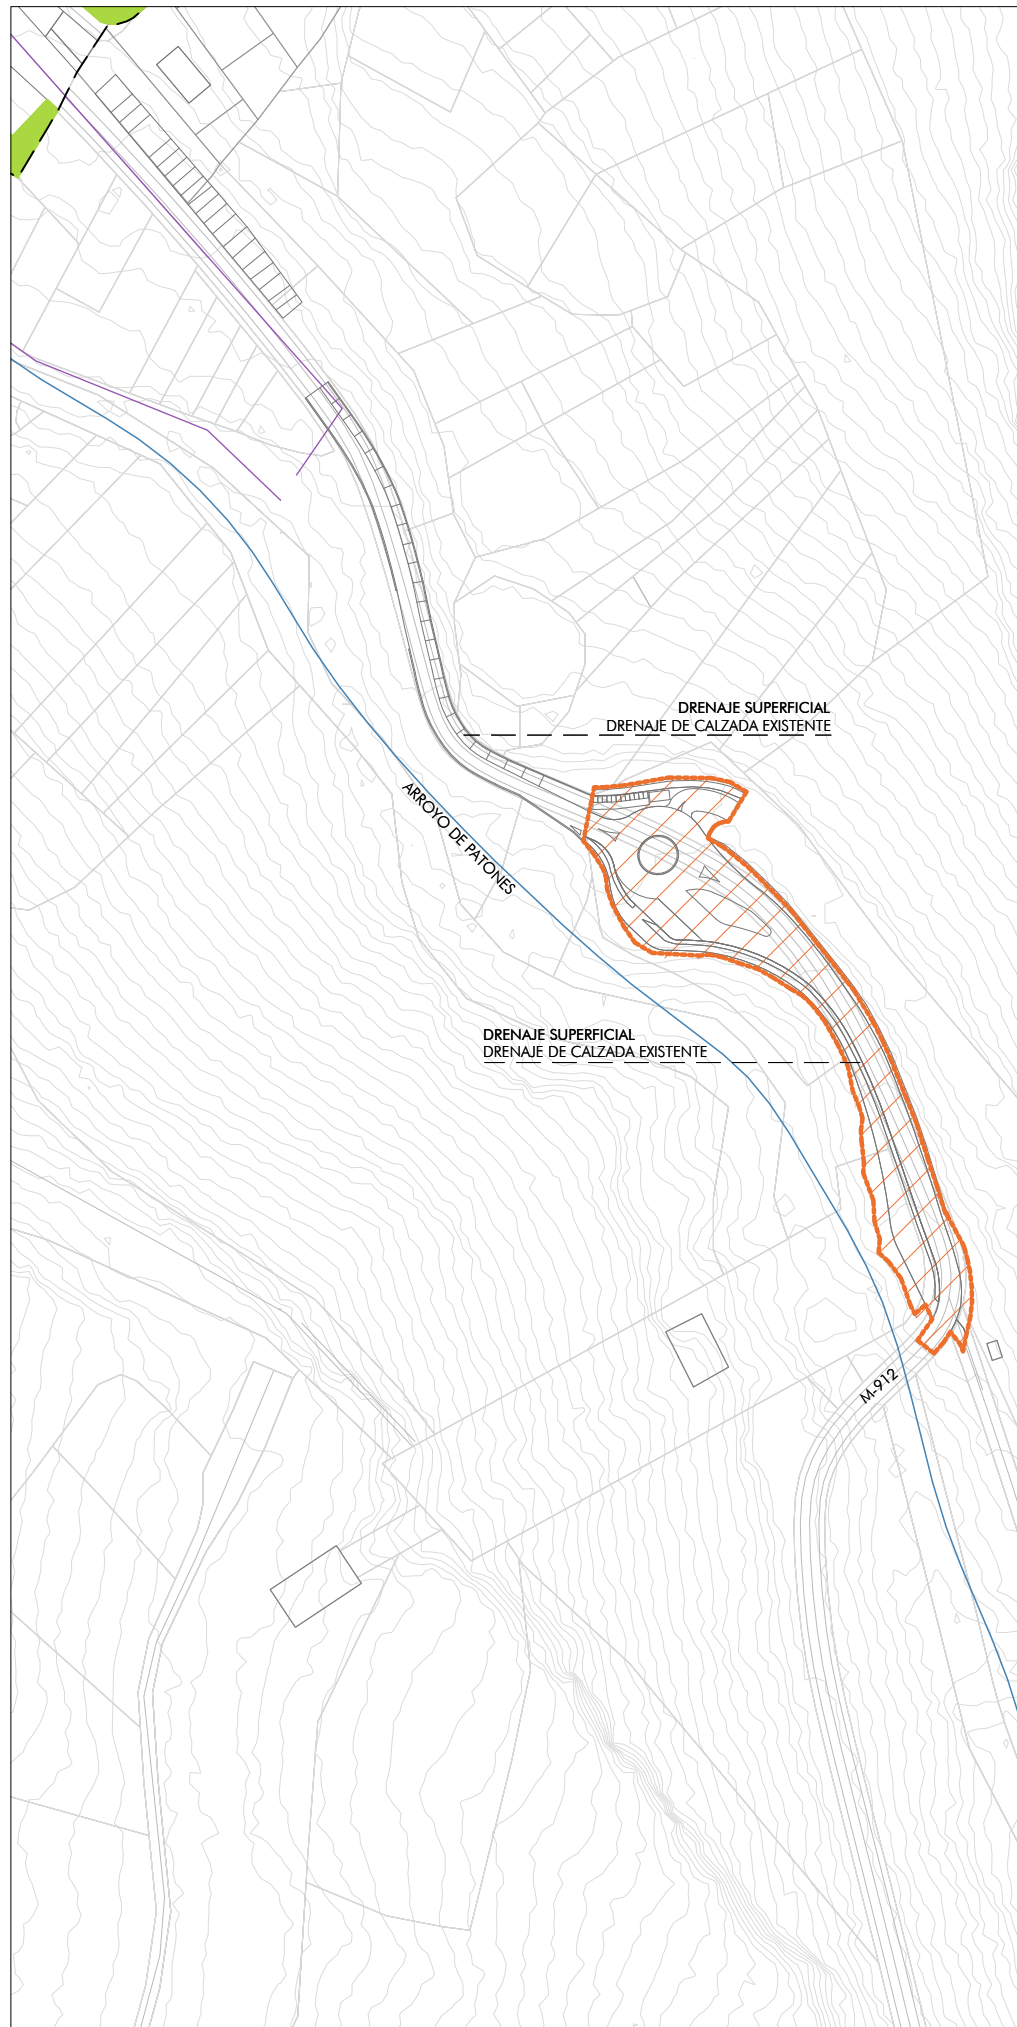 DRENAJE SUPERFICIAL
DRENAJE DE CALZADA EXISTENTE
ARROYO DE PATONES
DRENAJE SUPERFICIAL
DRENAJE DE CALZADA EXISTENTE
M-912